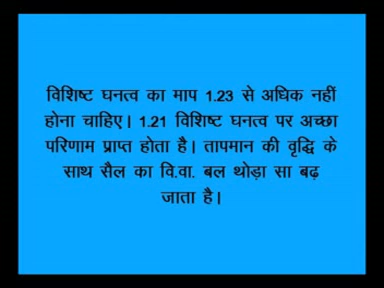 विशिष्ट घनत्व का माप 1.23 से अधिक नहीं
होना चाहिए। 1.21 विशिष्ट घनत्व पर अच्छा
परिणाम प्राप्त होता है। तापमान की वृद्धि के
साथ सैल का वि.वा. बल थोड़ा सा बढ़
जाता है।